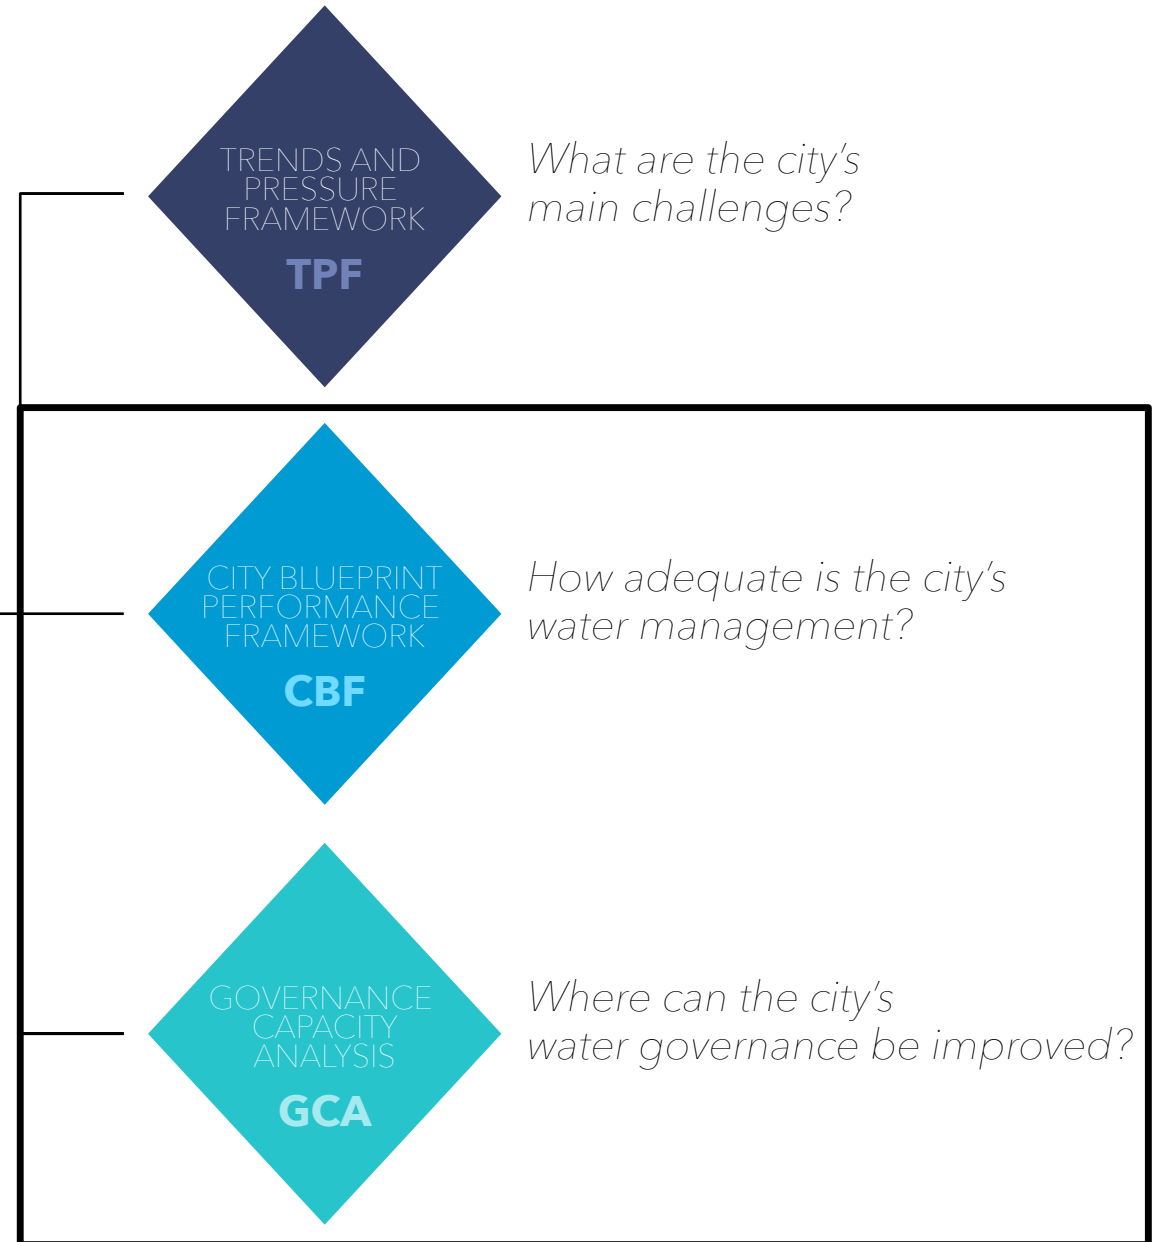 TRENDS AND
PRESSURE
FRAMEWORK
TPF
What are the city's
main challenges?
CITY BLUEPRINT
PERFORMANCE
FRAMEWORK
CBF
How adequate is the city's
water management?
GOVERNANCE
CAPACITY
ANALYSIS
GCA
Where can the city's
water governance be improved?